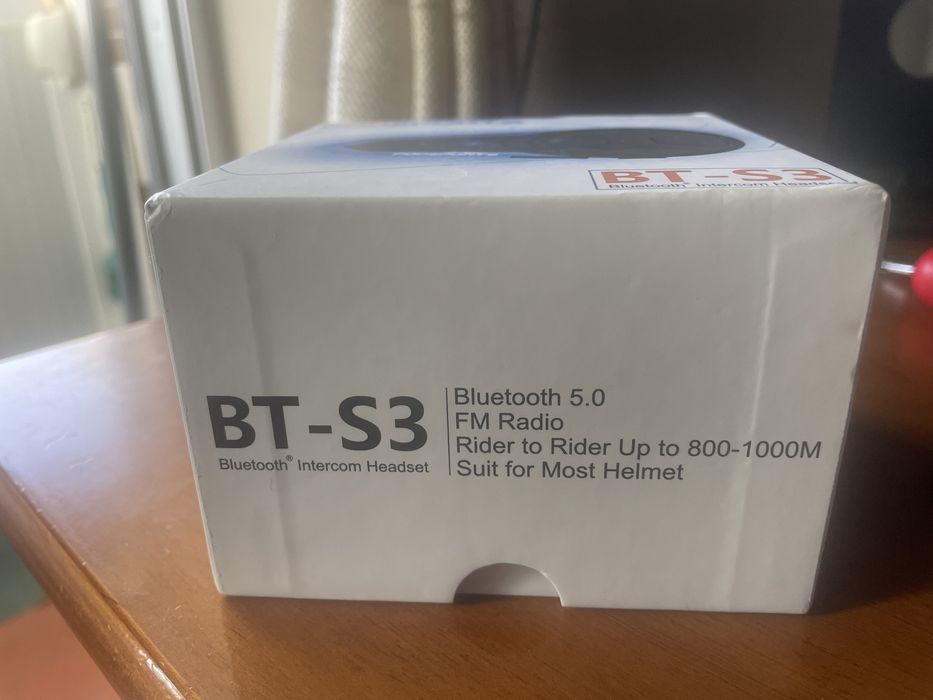 BT-S3
Bluetooth® Intercom Headset
BT-S3
Bluetooth® Intercom Headset
Bluetooth 5.0
FM Radio
Rider to Rider Up to 800-1000M
Suit for Most Helmet